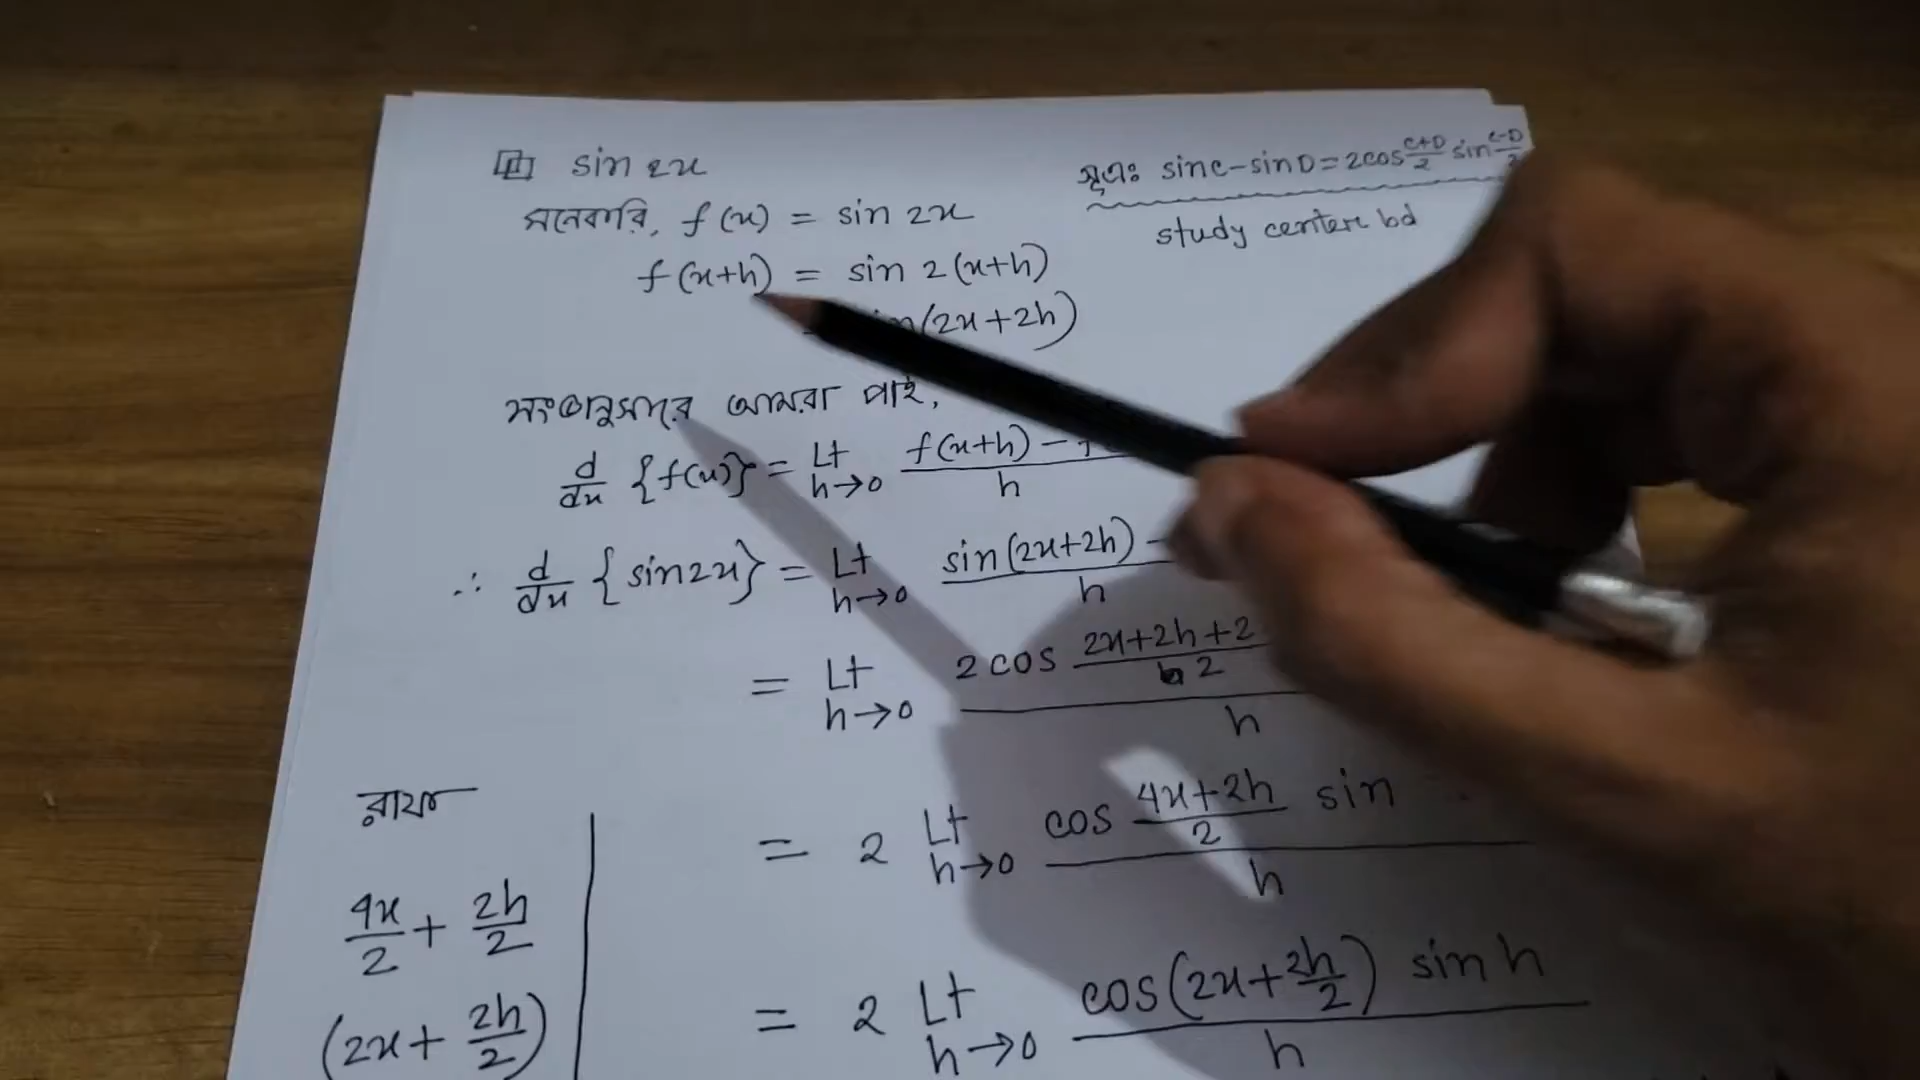 sin 2x
সূত্রঃ sinC-sinD=2cos C+D/2 sin C-D/2
মনেকরি, f(x) = sin 2x
study center bd
f(x+h) = sin 2(x+h)
(2x+2h)
সংজ্ঞানুসারে আমরা পাই,
d/dx {f(x)} = Lt h→0 f(x+h) - / h
∴ d/dx {sin2x} = Lt h→0 sin(2x+2h) - / h
= Lt h→0 2 cos 2x+2h+2 / 2 / h
রাফ
= 2 Lt h→0 cos 4x+2h/2 sin / h
4x/2 + 2h/2
= 2 Lt h→0 cos(2x+2h/2) sin h / h
(2x+ 2h/2)